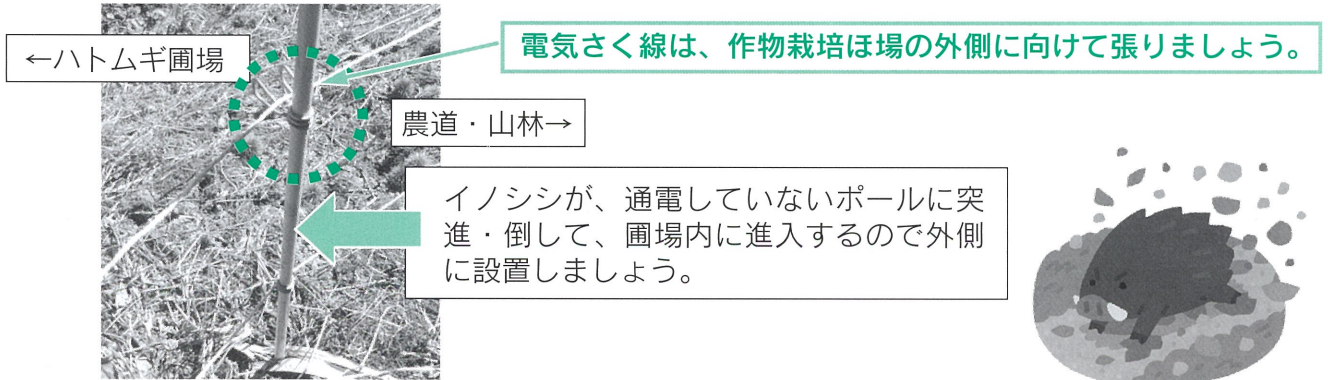 ←ハトムギ圃場
電気さく線は、作物栽培ほ場の外側に向けて張りましょう。
農道・山林→
イノシシが、通電していないポールに突
進・倒して、圃場内に進入するので外側
に設置しましょう。